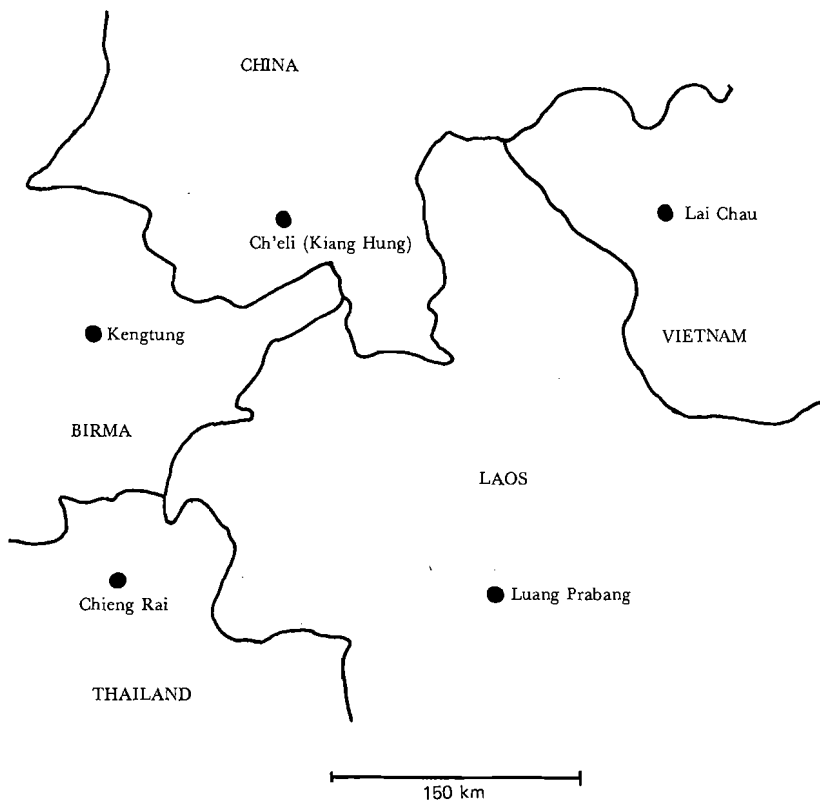 CHINA
Lai Chau
Ch'eli (Kiang Hung)
Kengtung
VIETNAM
BIRMA
LAOS
Luang Prabang
Chieng Rai
THAILAND
150 km